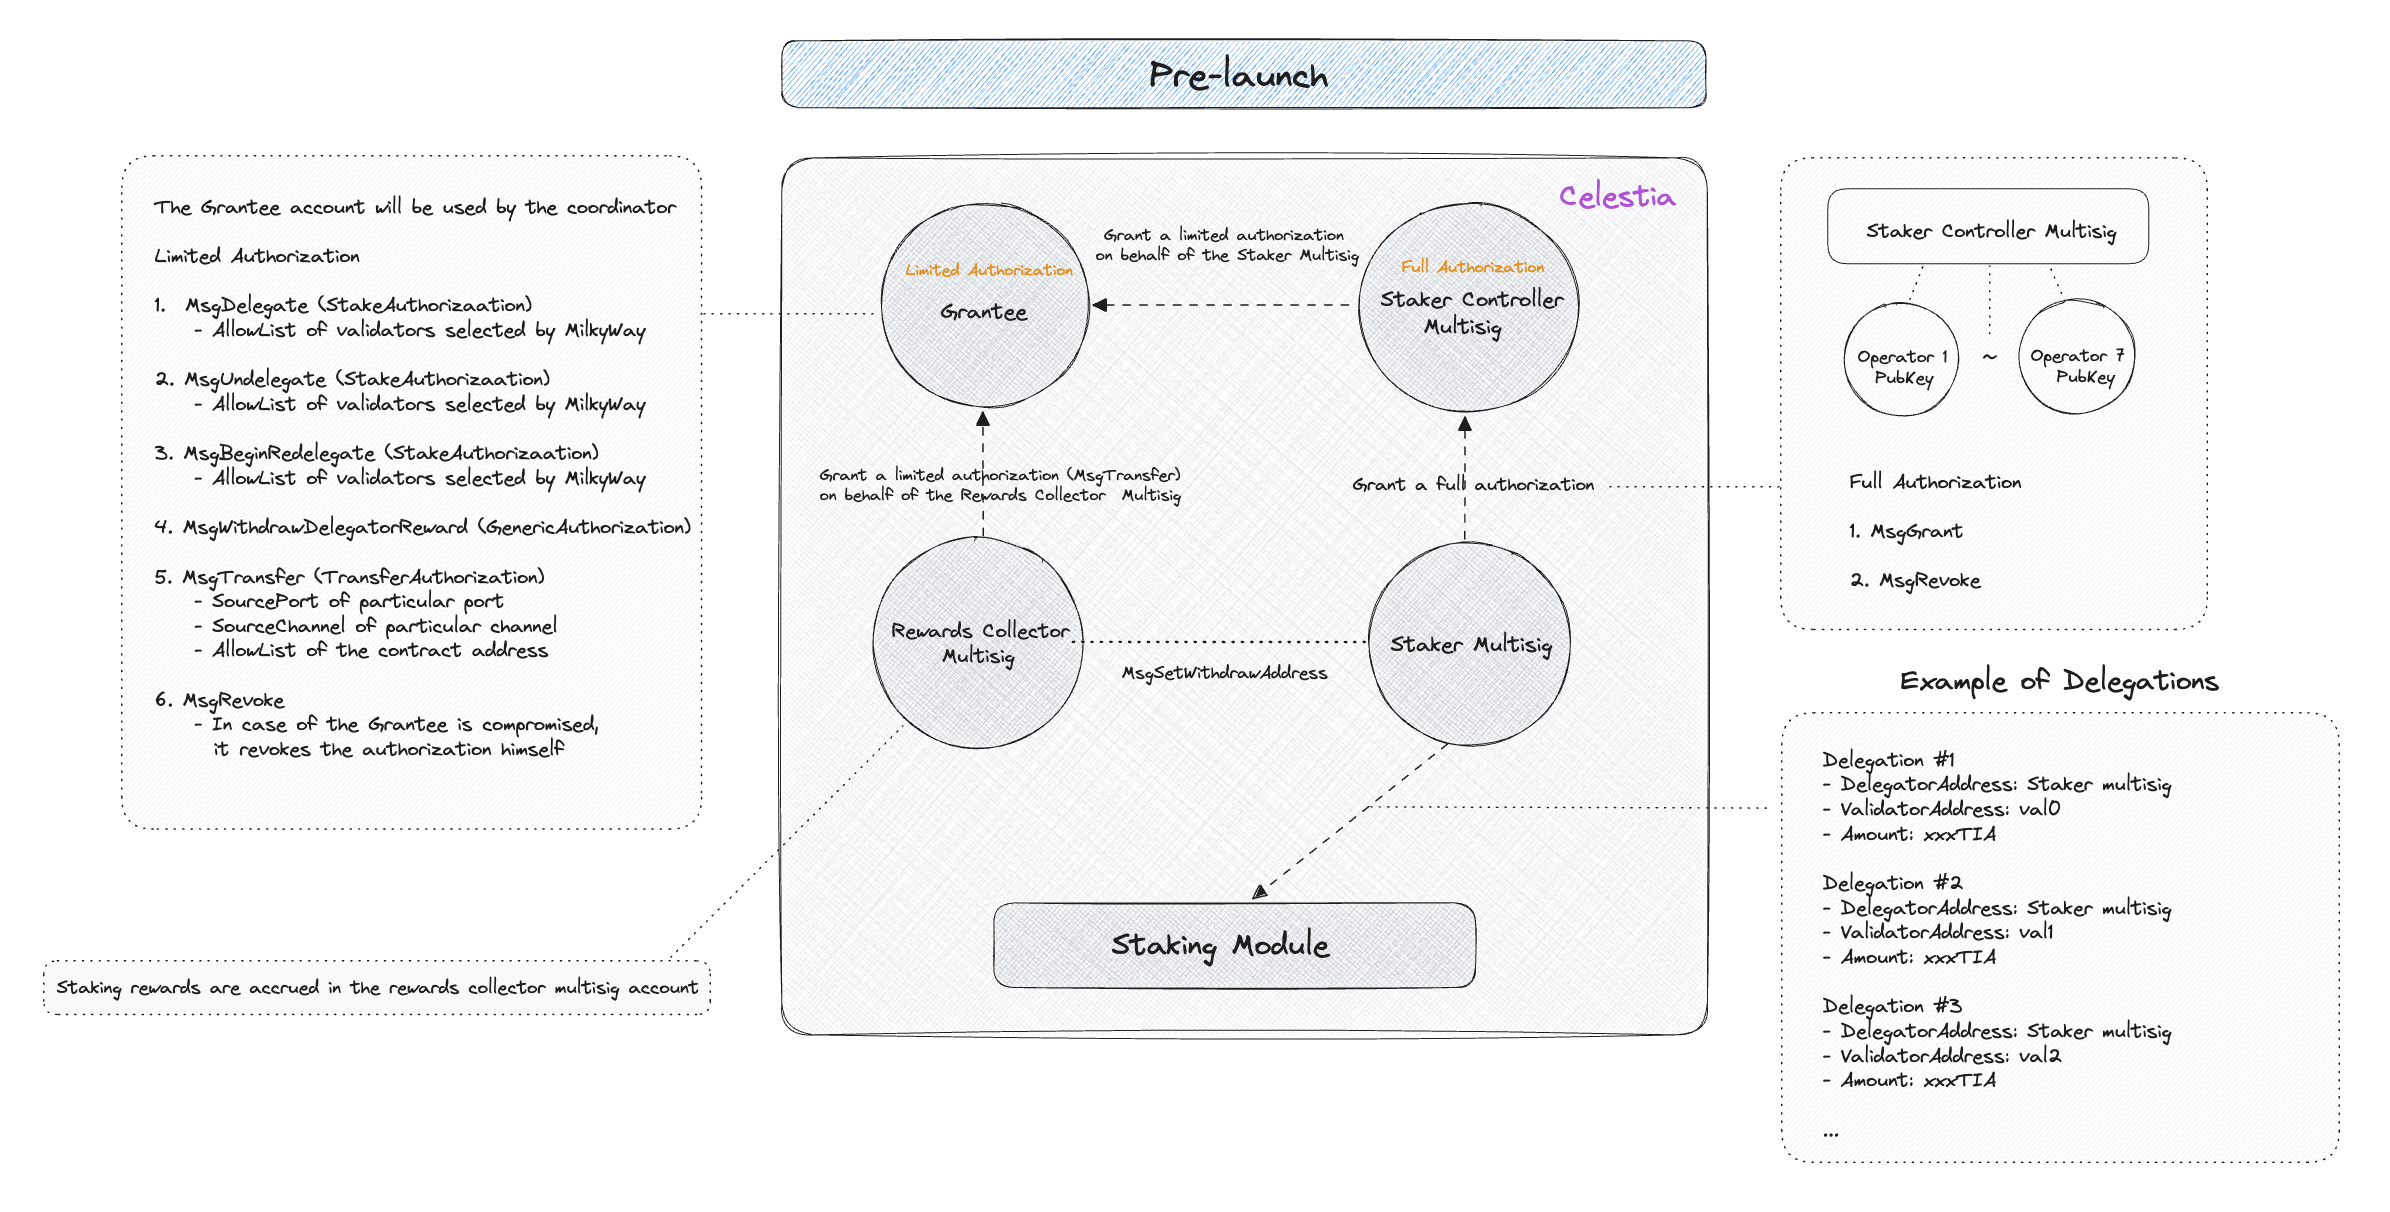 Pre-launch
The Grantee account will be used by the coordinator
Limited Authorization
1. MsgDelegate (StakeAuthorizaation)
- AllowList of validators selected by MilkyWay
2. MsgUndelegate (StakeAuthorizaation)
- AllowList of validators selected by MilkyWay
3. MsgBeginRedelegate (StakeAuthorizaation)
- AllowList of validators selected by MilkyWay
4. MsgWithdrawDelegatorReward (GenericAuthorization)
5. MsgTransfer (TransferAuthorization)
- SourcePort of particular port
- SourceChannel of particular channel
- AllowList of the contract address
6. MsgRevoke
- In case of the Grantee is compromised,
it revokes the authorization himself
Staking rewards are accrued in the rewards collector multisig account
Celestia
Limited Authorization
Grantee
Grant a limited authorization
on behalf of the Staker Multisig
Full Authorization
Staker Controller
Multisig
Grant a limited authorization (MsgTransfer)
on behalf of the Rewards Collector Multisig
Grant a full authorization
Rewards Collector
Multisig
MsgSetWithdrawAddress
Staker Multisig
Staking Module
Staker Controller Multisig
Operator 1
PubKey
~
Operator 7
PubKey
Full Authorization
1. MsgGrant
2. MsgRevoke
Example of Delegations
Delegation #1
- DelegatorAddress: Staker multisig
- ValidatorAddress: val0
- Amount: xxxTIA
Delegation #2
- DelegatorAddress: Staker multisig
- ValidatorAddress: val1
- Amount: xxxTIA
Delegation #3
- DelegatorAddress: Staker multisig
- ValidatorAddress: val2
- Amount: xxxTIA
...